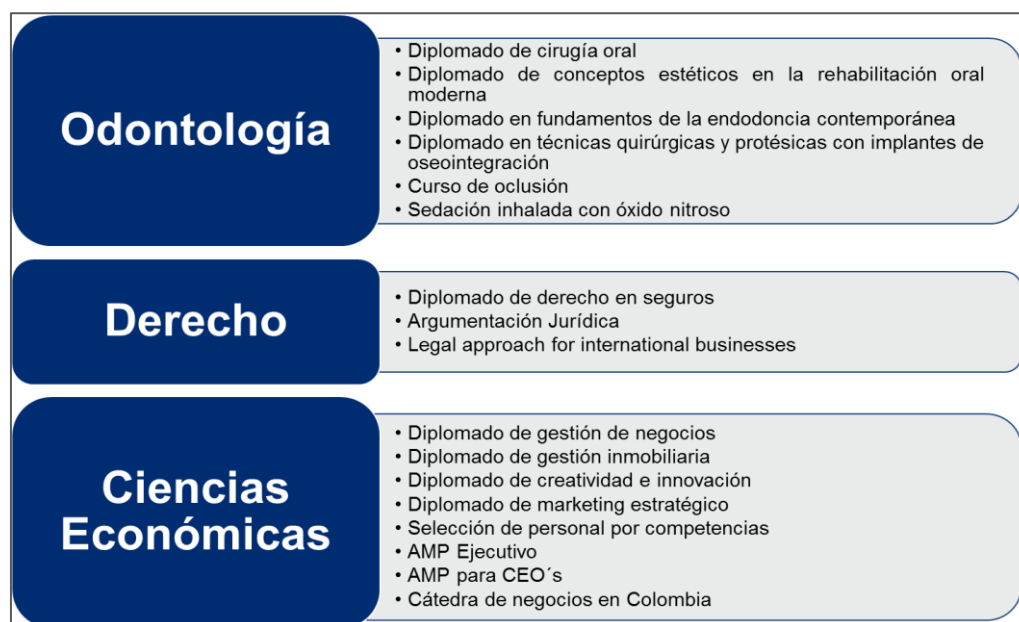 Odontología
• Diplomado de cirugía oral
• Diplomado de conceptos estéticos en la rehabilitación oral
moderna
• Diplomado en fundamentos de la endodoncia contemporánea
• Diplomado en técnicas quirúrgicas y protésicas con implantes de
oseointegración
• Curso de oclusión
• Sedación inhalada con óxido nitroso
Derecho
• Diplomado de derecho en seguros
• Argumentación Jurídica
• Legal approach for international businesses
Ciencias
Económicas
• Diplomado de gestión de negocios
• Diplomado de gestión inmobiliaria
• Diplomado de creatividad e innovación
• Diplomado de marketing estratégico
• Selección de personal por competencias
• AMP Ejecutivo
• AMP para CEO´s
• Cátedra de negocios en Colombia